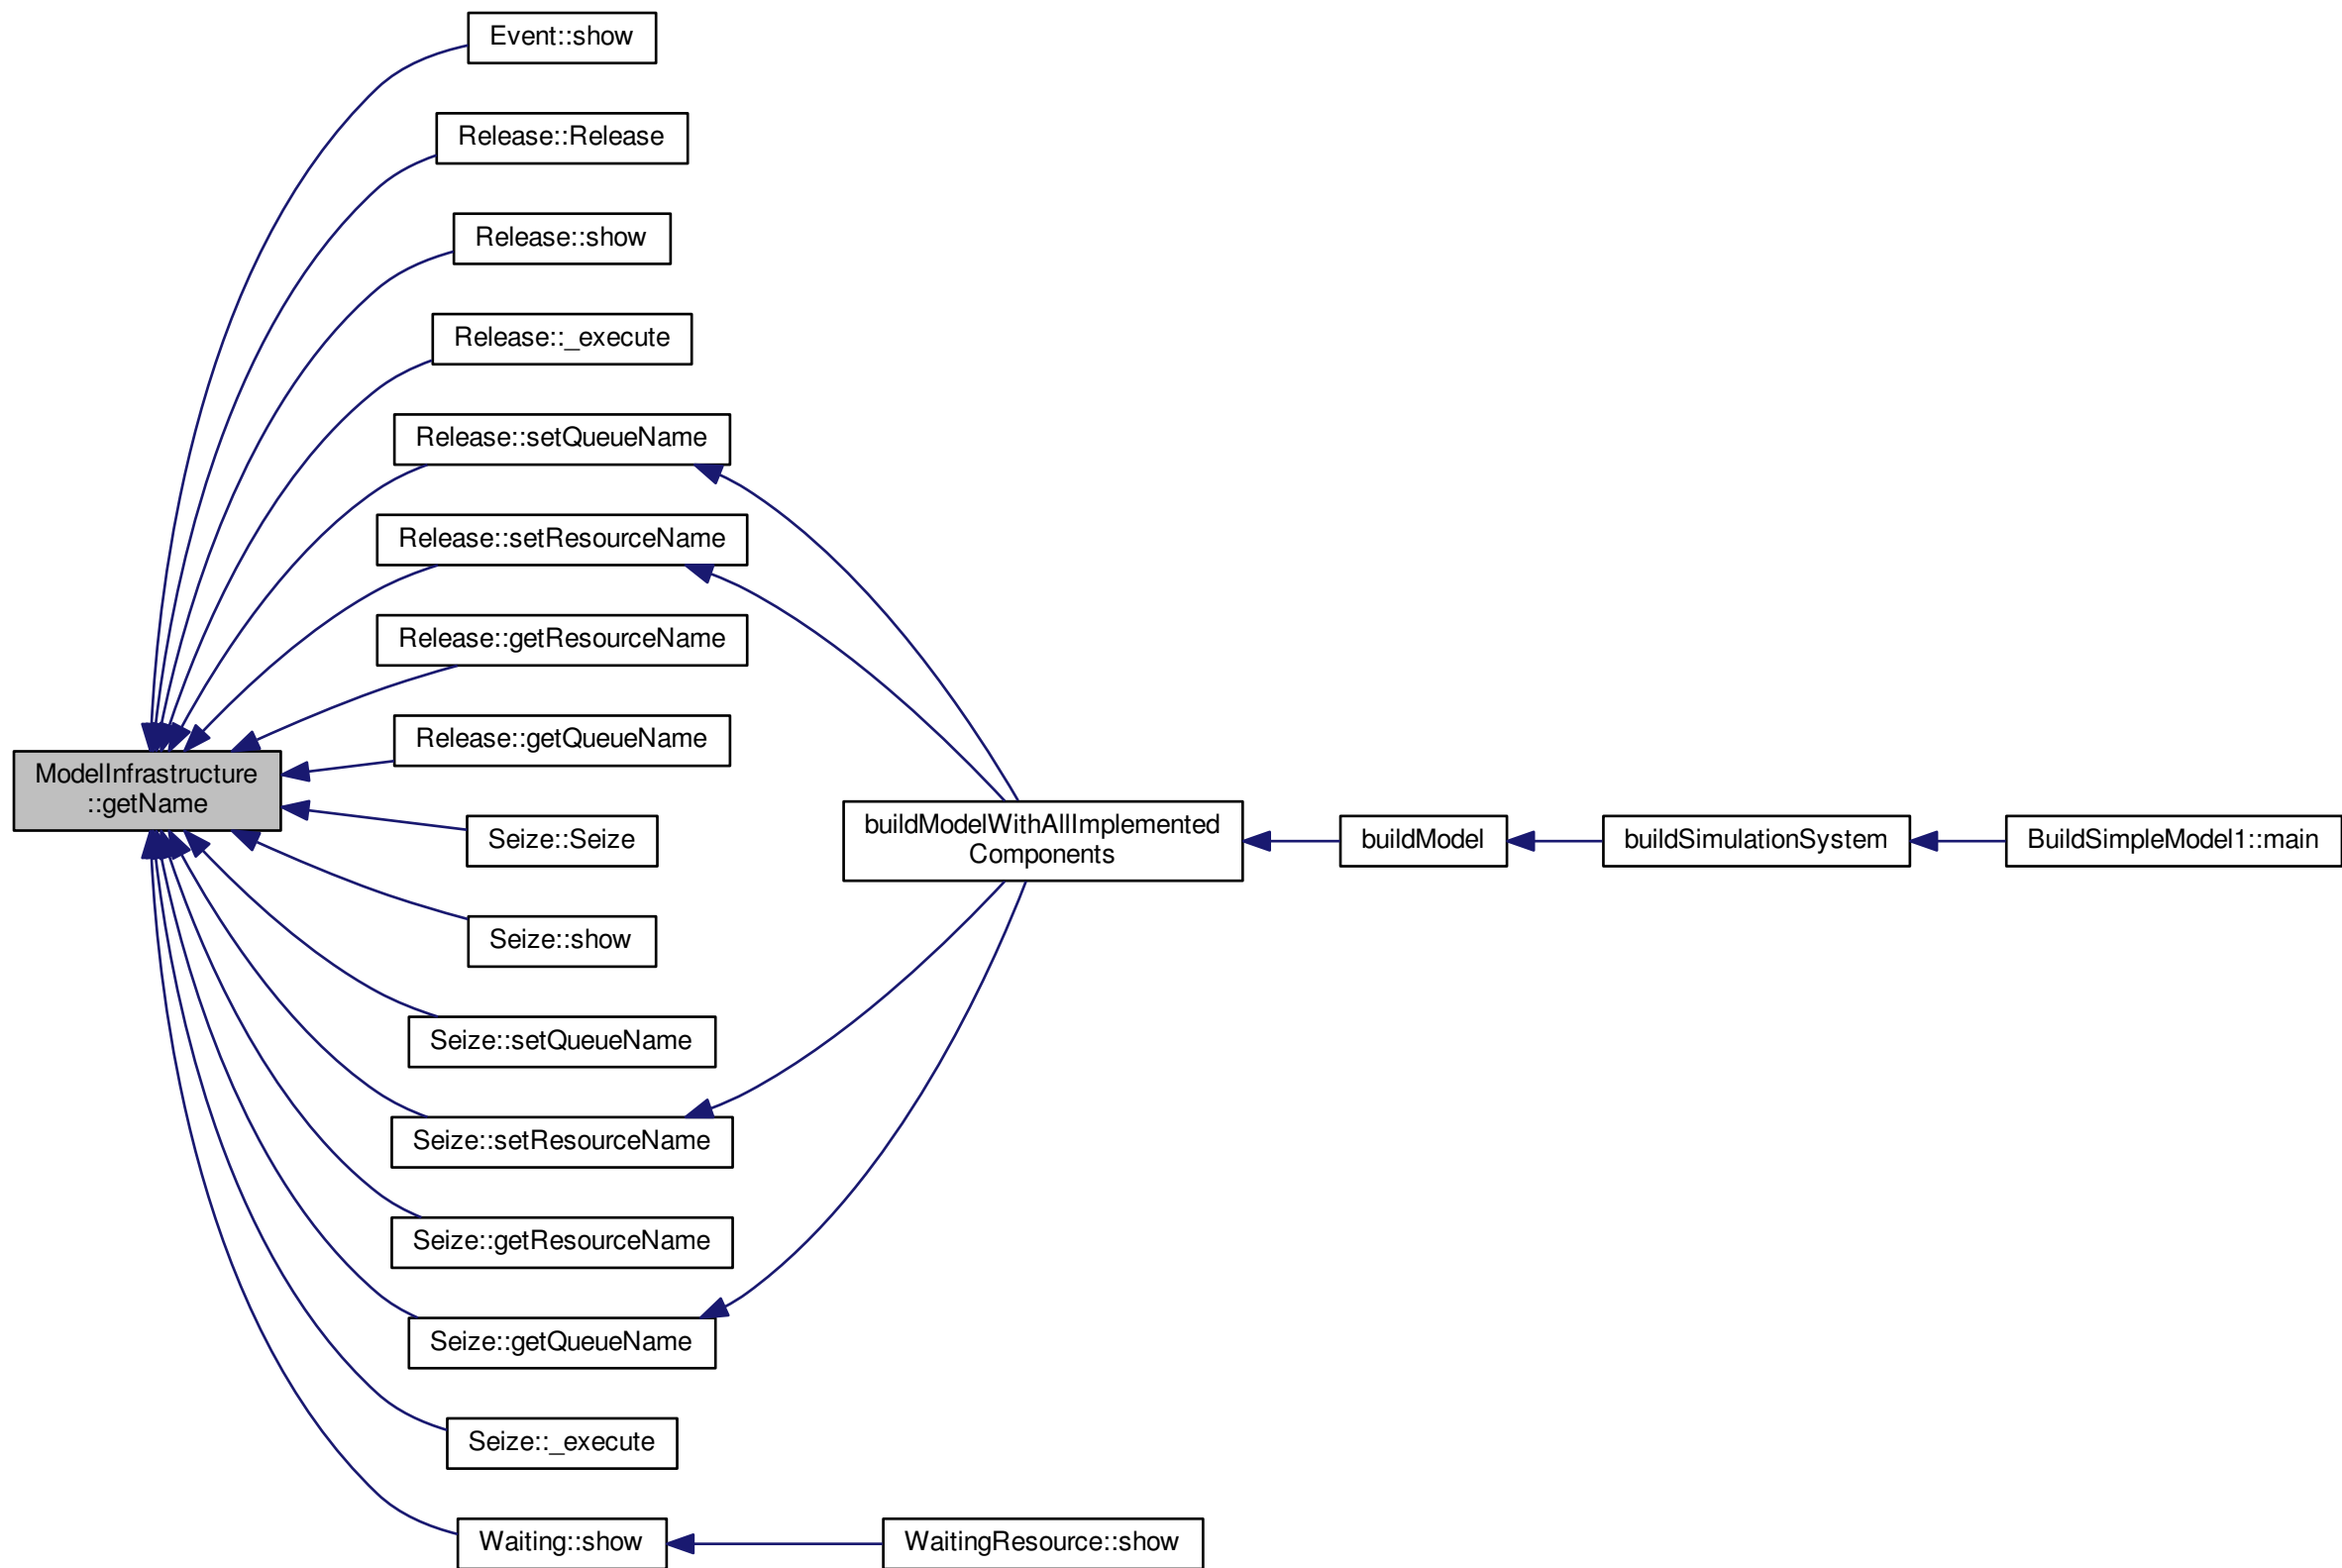 Event::show
Release::Release
Release::show
Release::_execute
Release::setQueueName
Release::setResourceName
Release::getResourceName
Release::getQueueName
ModelInfrastructure
::getName
Seize::Seize
buildModelWithAllImplemented
Components
buildModel
buildSimulationSystem
BuildSimpleModel1::main
Seize::show
Seize::setQueueName
Seize::setResourceName
Seize::getResourceName
Seize::getQueueName
Seize::_execute
Waiting::show
WaitingResource::show